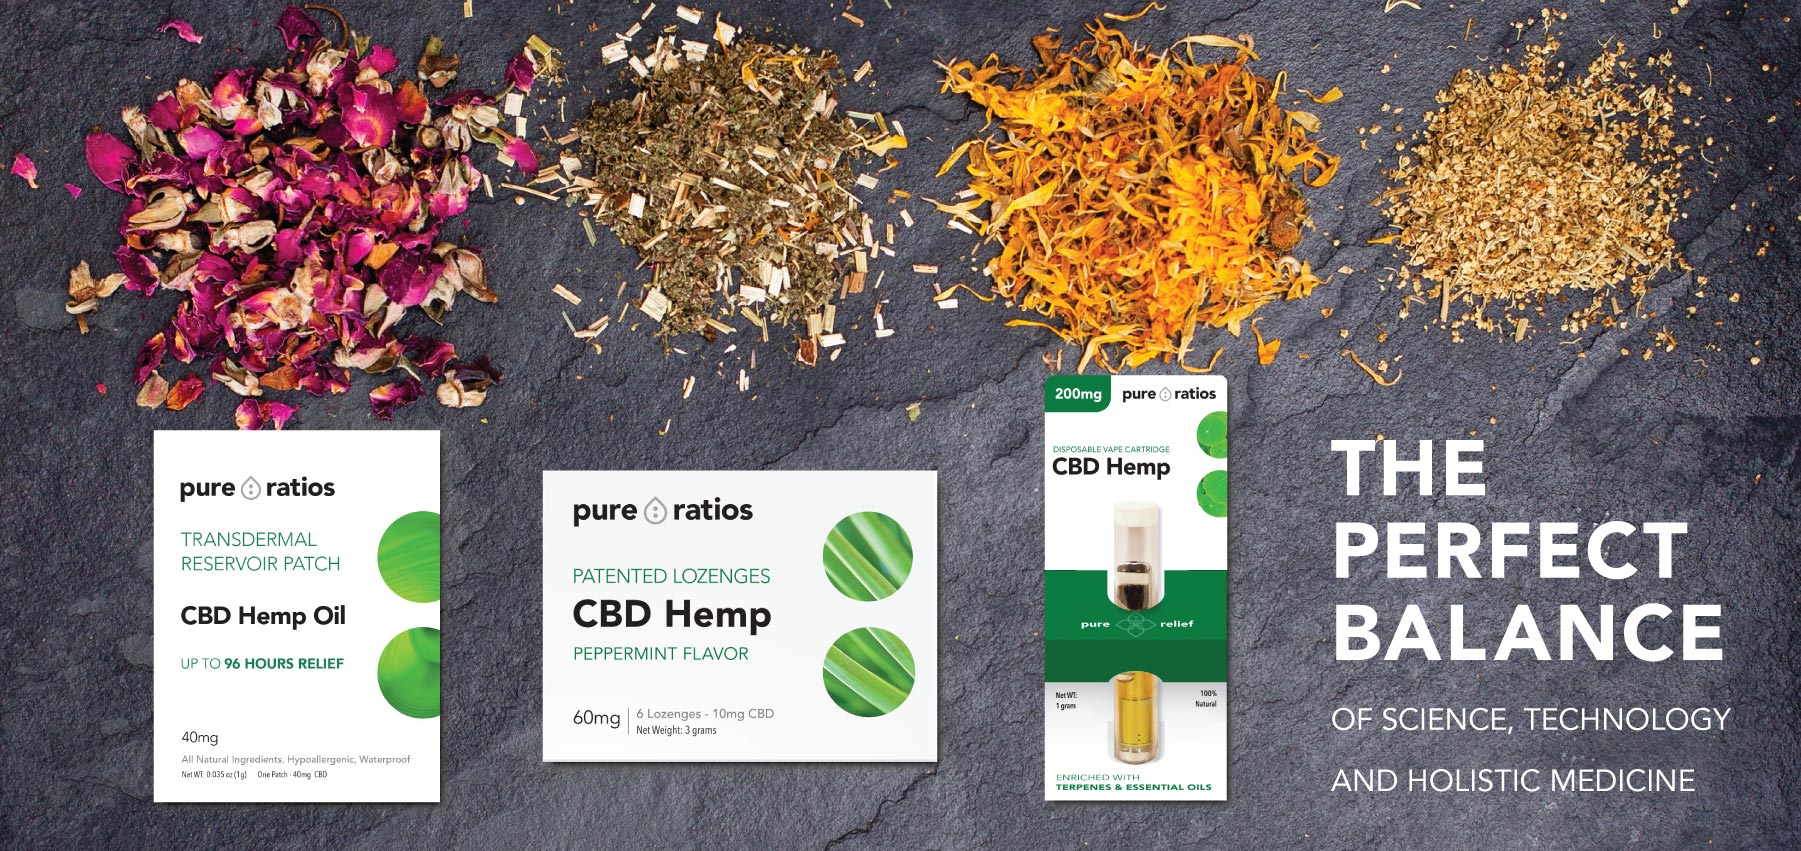 pure ratios
TRANSDERMAL
RESERVOIR PATCH
CBD Hemp Oil
UP TO 96 HOURS RELIEF
40mg
All Natural Ingredients, Hypoallergenic, Waterproof
Net WT: 0.035 oz (1g) One Patch - 40mg CBD
pure ratios
PATENTED LOZENGES
CBD Hemp
PEPPERMINT FLAVOR
60mg
6 Lozenges - 10mg CBD
Net Weight: 3 grams
200mg
pure ratios
DISPOSABLE VAPE CARTRIDGE
CBD Hemp
pure relief
Net WT:
1 gram
100%
Natural
ENRICHED WITH
TERPENES & ESSENTIAL OILS
THE
PERFECT
BALANCE
OF SCIENCE, TECHNOLOGY
AND HOLISTIC MEDICINE